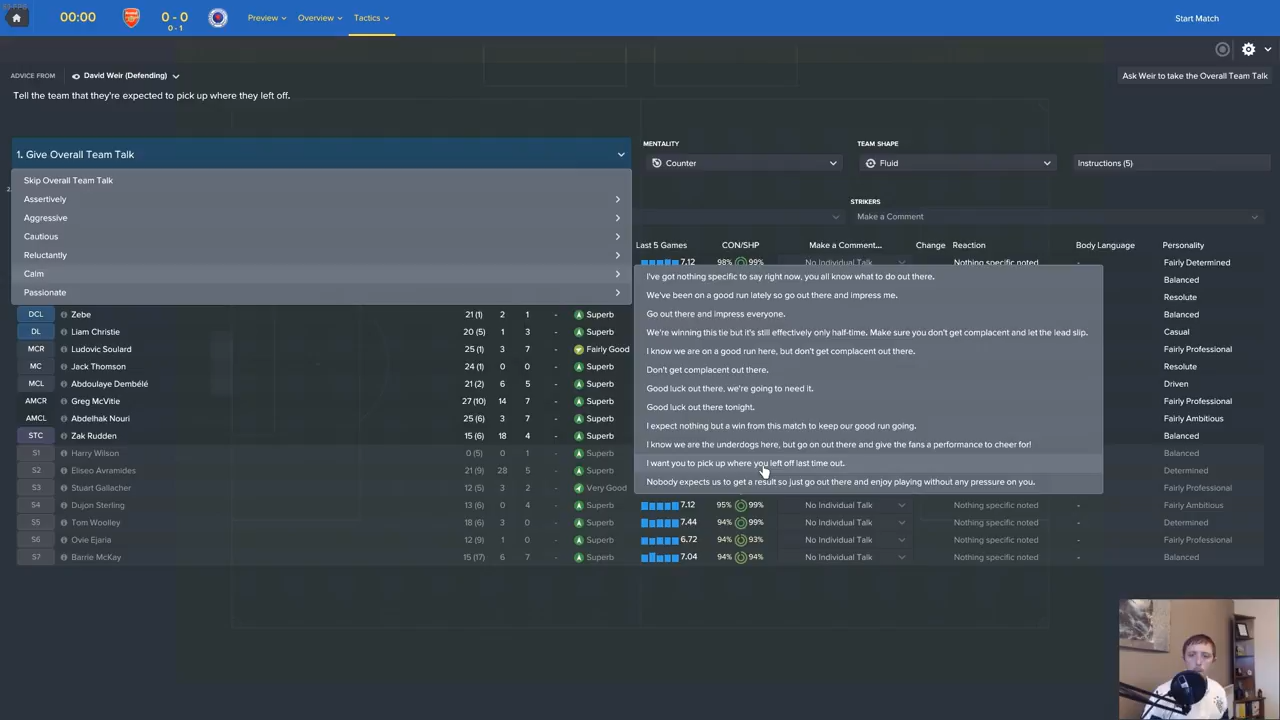 00:00 0 - 0 Preview Overview Tactics Start Match
0 - 1
ADVICE FROM David Weir (Defending) Ask Weir to take the Overall Team Talk
Tell the team that they're expected to pick up where they left off.
MENTALITY TEAM SHAPE
1. Give Overall Team Talk
Counter Fluid Instructions (5)
Skip Overall Team Talk
Assertively
STRIKERS
Aggressive Make a Comment
Cautious
Last 5 Games CON/SHP Make a Comment... Change Reaction Body Language Personality
Reluctantly
7.12 98% 99% No Individual Talk Nothing specific noted Fairly Determined
Calm
I've got nothing specific to say right now, you all know what to do out there. Balanced
Passionate
We've been on a good run lately so go out there and impress me. Resolute
DCL Zebe 21 (1) 2 1 - Superb Go out there and impress everyone. Balanced
DL Liam Christie 20 (5) 1 3 - Superb We're winning this tie but it's still effectively only half-time. Make sure you don't get complacent and let the lead slip. Casual
MCR Ludovic Soulard 25 (1) 3 7 - Fairly Good I know we are on a good run here, but don't get complacent out there. Fairly Professional
MC Jack Thomson 24 (1) 0 0 - Superb Don't get complacent out there. Resolute
MCL Abdoulaye Dembélé 21 (2) 6 5 - Superb Good luck out there, we're going to need it. Driven
AMCR Greg McVitie 27 (10) 14 7 - Superb Good luck out there tonight. Fairly Professional
AMCL Abdelhak Nouri 25 (6) 3 7 - Superb I expect nothing but a win from this match to keep our good run going. Fairly Ambitious
STC Zak Rudden 15 (6) 18 4 - Superb I know we are the underdogs here, but go on out there and give the fans a performance to cheer for! Balanced
S1 Harry Wilson 0 (5) 0 1 - Superb I want you to pick up where you left off last time out. Balanced
S2 Eliseo Avramides 21 (9) 28 5 - Superb Nobody expects us to get a result so just go out there and enjoy playing without any pressure on you. Determined
S3 Stuart Gallacher 12 (6) 3 2 - Very Good Fairly Professional
S4 Dujon Sterling 13 (6) 0 4 - Superb 7.12 95% 99% No Individual Talk Nothing specific noted - Fairly Ambitious
S5 Tom Woolley 18 (6) 3 0 - Superb 7.44 94% 99% No Individual Talk Nothing specific noted - Determined
S6 Ovie Ejaria 12 (9) 1 0 - Superb 6.72 94% 93% No Individual Talk Nothing specific noted - Fairly Professional
S7 Barrie McKay 15 (17) 6 7 - Superb 7.04 94% 94% No Individual Talk Nothing specific noted - Balanced